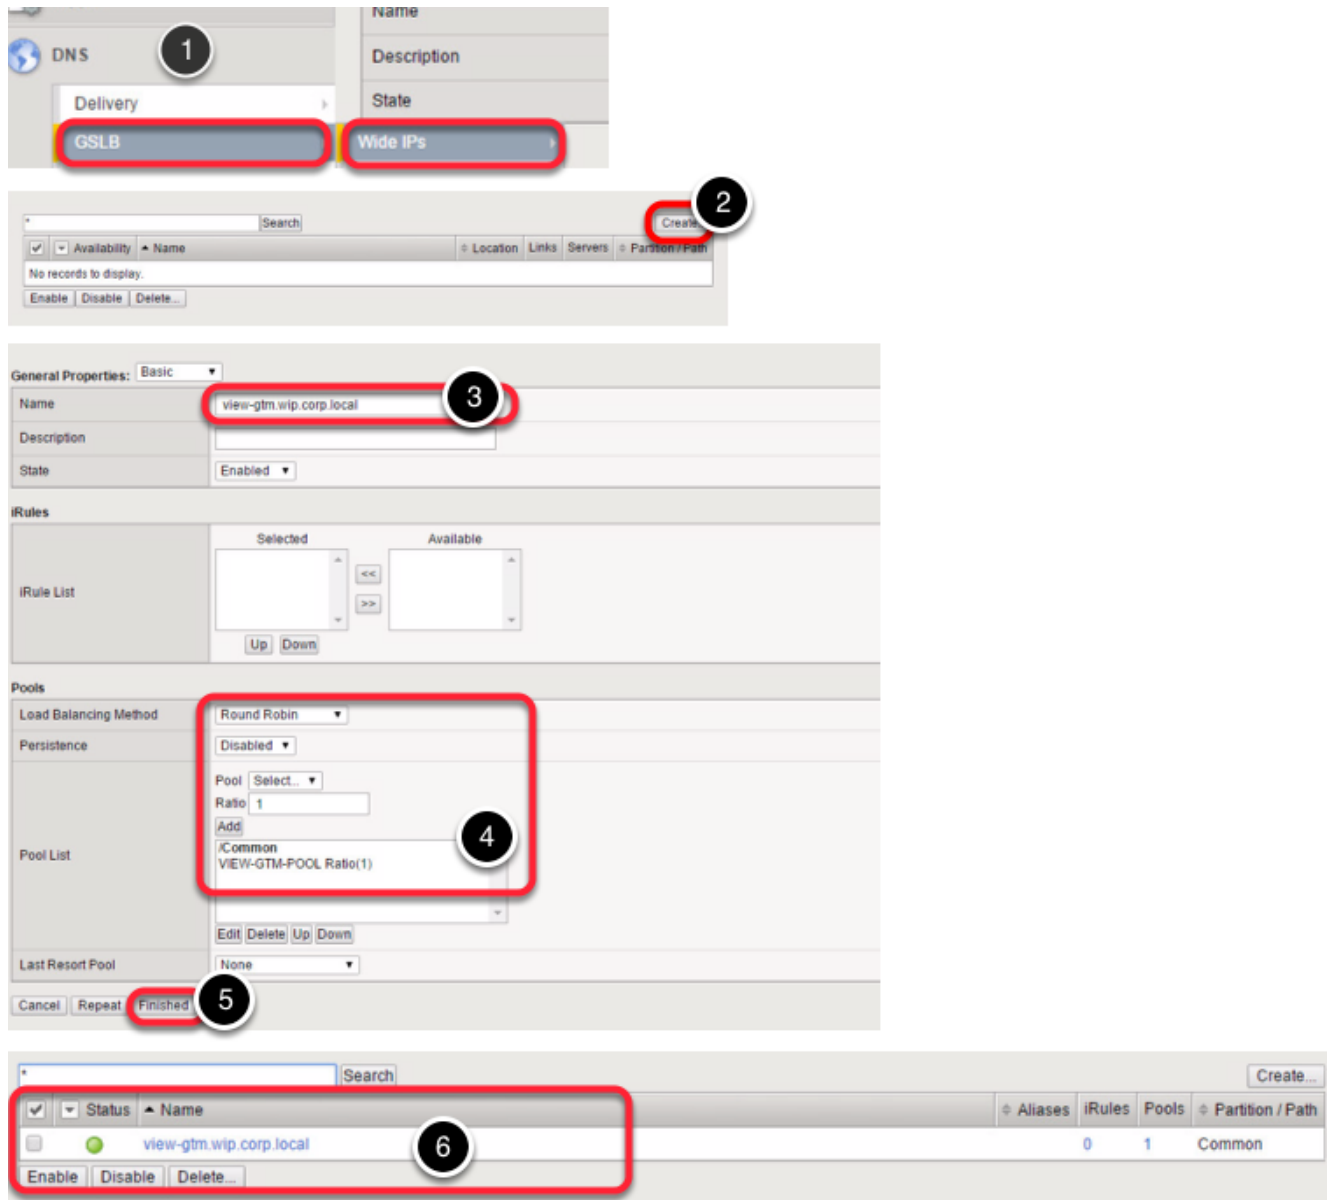 Name
DNS
1
Description
Delivery
State
GSLB
Wide IPs
2
*
Search
Create...
Availability Name Location Links Servers Partition / Path
No records to display.
Enable Disable Delete...
General Properties: Basic
3
Name view-gtm.wip.corp.local
Description
State Enabled
iRules
Selected Available
<<
iRule List
>>
Up Down
Pools
Load Balancing Method Round Robin
Persistence Disabled
Pool Select...
Ratio 1
Add
4
/Common
Pool List
VIEW-GTM-POOL Ratio(1)
Edit Delete Up Down
Last Resort Pool None
Cancel Repeat Finished
5
* Search Create...
Status Name Aliases iRules Pools Partition / Path
view-gtm.wip.corp.local 6 0 1 Common
Enable Disable Delete...